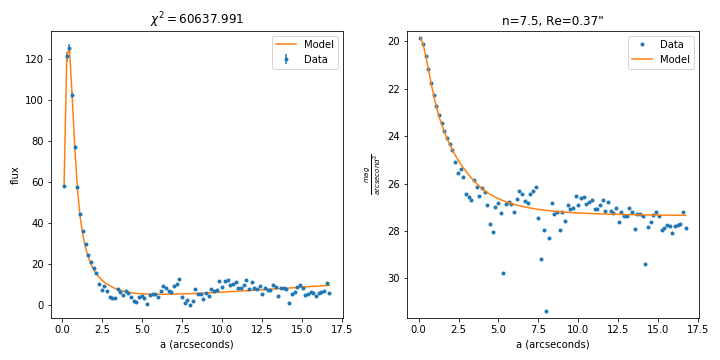 χ² = 60637.991
Model
Data
flux
120
100
80
60
40
20
0
0.0 2.5 5.0 7.5 10.0 12.5 15.0 17.5
a (arcseconds)
n=7.5, Re=0.37"
Data
Model
mag
arcsecond²
20
22
24
26
28
30
0.0 2.5 5.0 7.5 10.0 12.5 15.0 17.5
a (arcseconds)